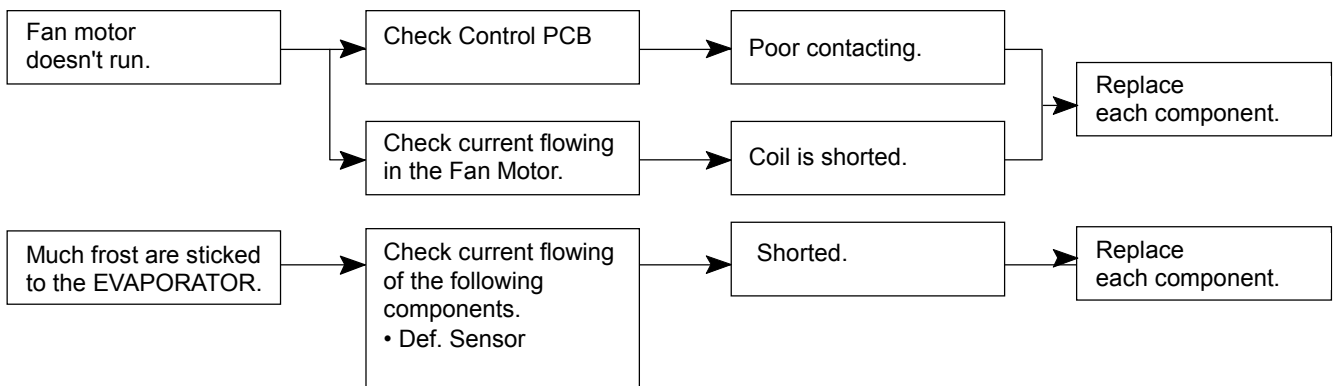 Fan motor
doesn't run.
Check Control PCB
Poor contacting.
Check current flowing
in the Fan Motor.
Coil is shorted.
Replace
each component.
Much frost are sticked
to the EVAPORATOR.
Check current flowing
of the following
components.
• Def. Sensor
Shorted.
Replace
each component.